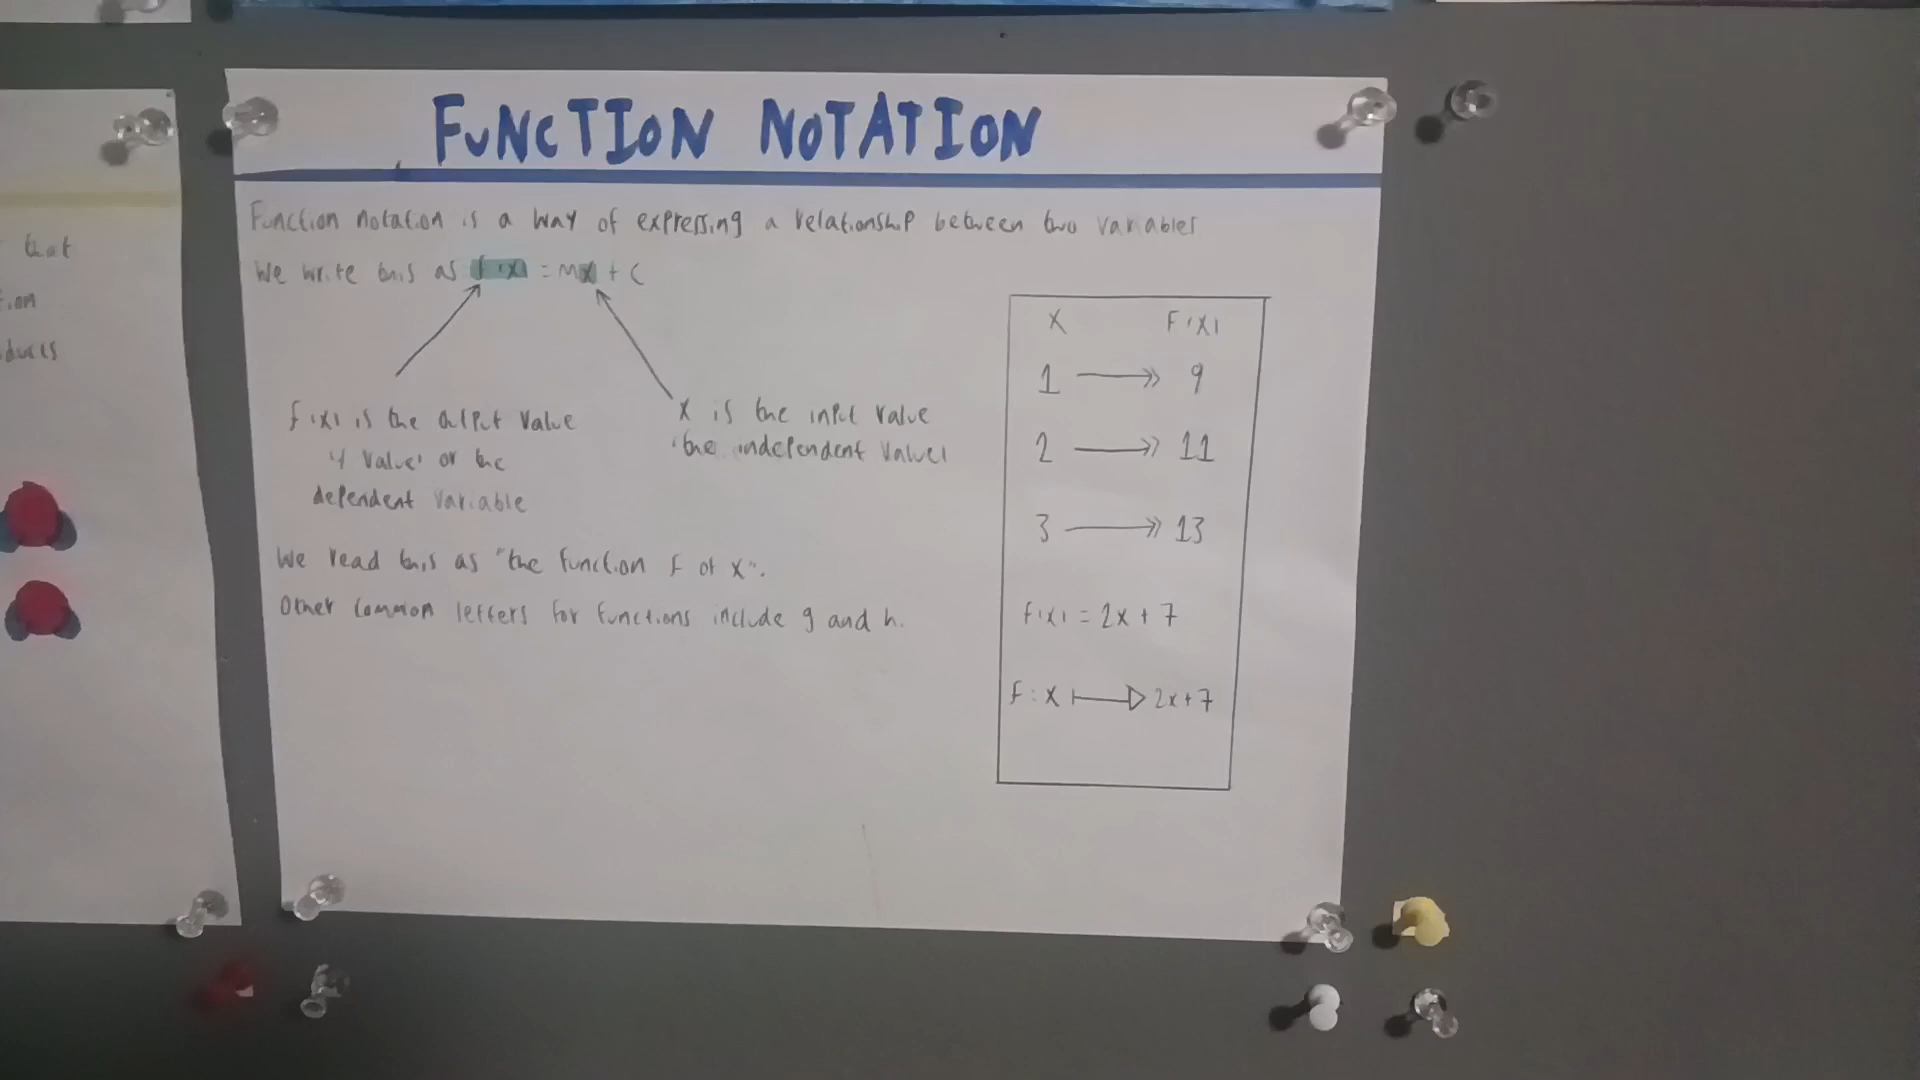 FUNCTION NOTATION
Function notation is a way of expressing a relationship between two variables
We write this as f(x) = mx + c
f(x) is the output value
(y value) or the
dependent variable
x is the input value
(the independent value)
We read this as "the function f of x".
Other common letters for functions include g and h.
x F(x)
1 → 9
2 → 11
3 → 13
f(x) = 2x + 7
f : x ↦ 2x+7
that
ducts